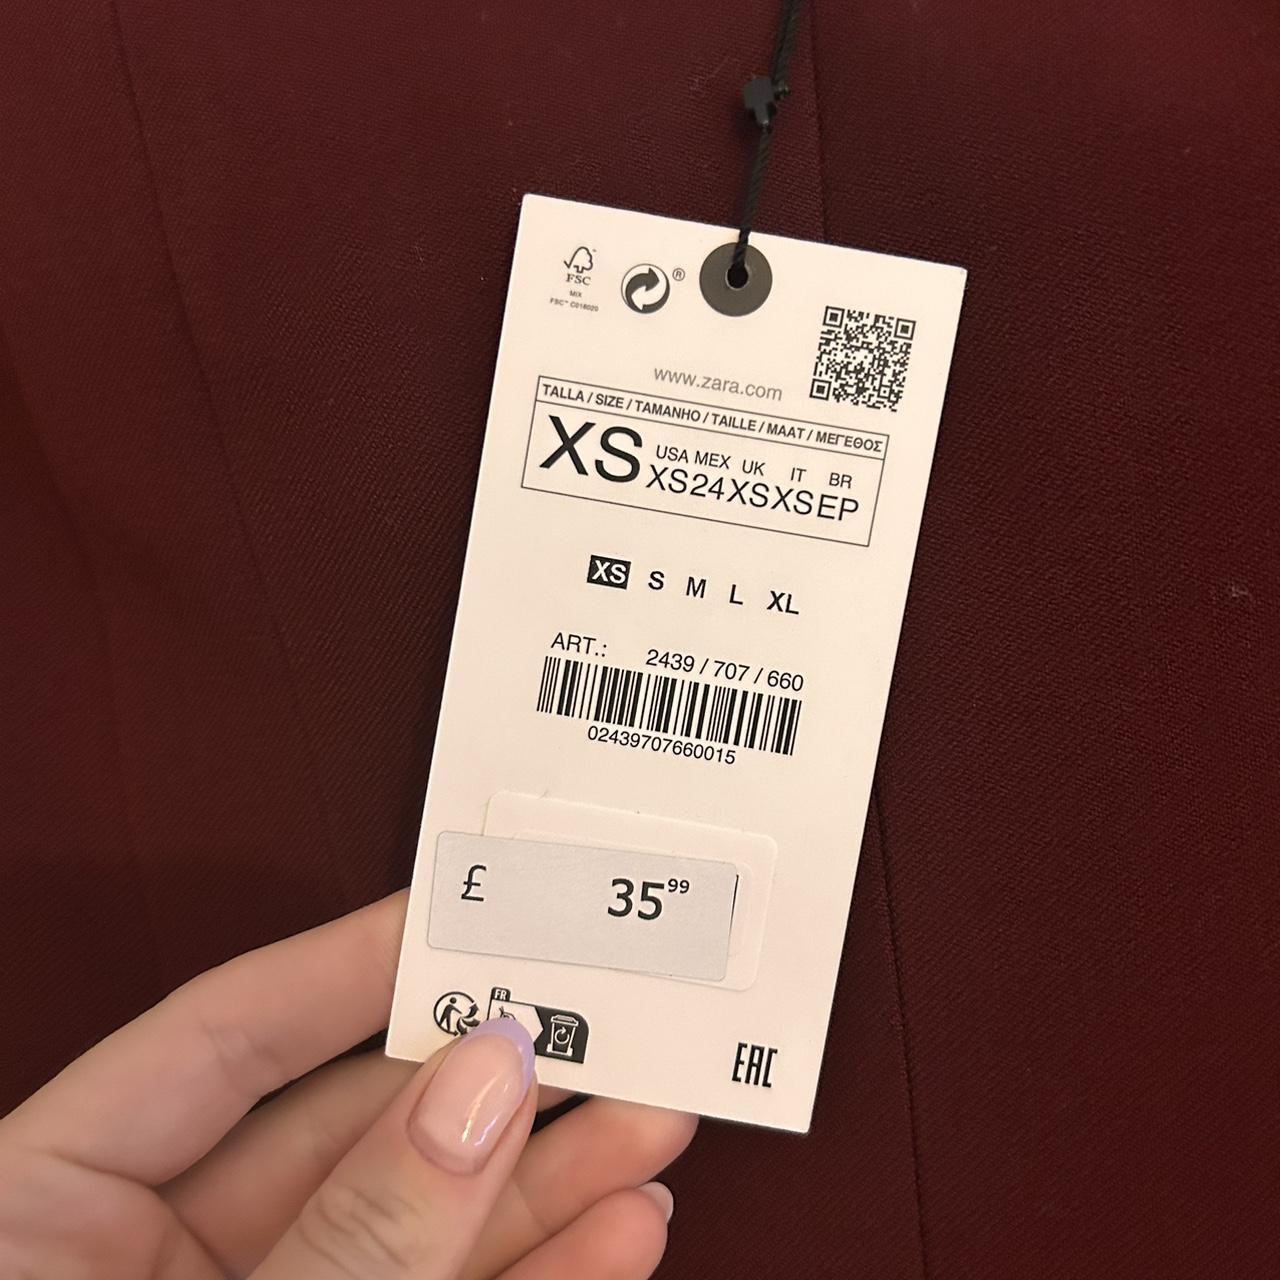 FSC
MIX
FSC™ C016020
®
www.zara.com
TALLA / SIZE / TAMANHO / TAILLE / MAAT / ΜΕΓΕΘΟΣ
XS
USA MEX UK IT BR
XS 24 XS XS EP
XS S M L XL
ART.: 2439 / 707 / 660
02439707660015
£ 35⁹⁹
FR
EAC